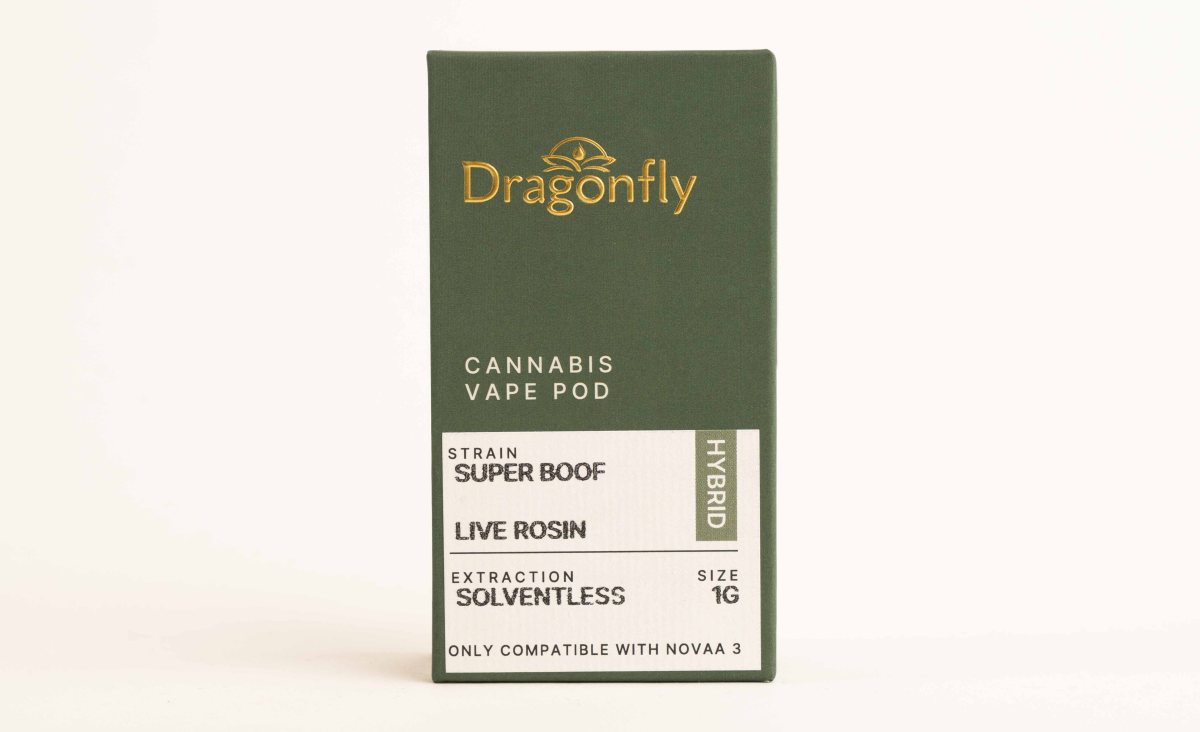 Dragonfly
CANNABIS
VAPE POD
STRAIN
SUPER BOOF
HYBRID
LIVE ROSIN
EXTRACTION
SOLVENTLESS
SIZE
1G
ONLY COMPATIBLE WITH NOVAA 3